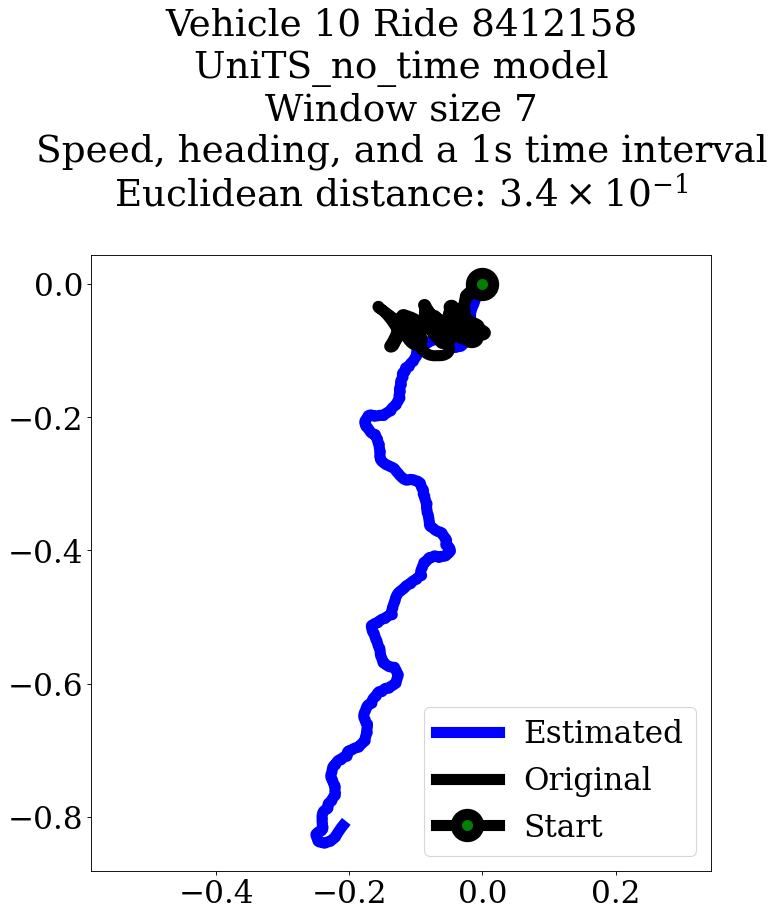 Vehicle 10 Ride 8412158
UniTS_no_time model
Window size 7
Speed, heading, and a 1s time interval
Euclidean distance: 3.4 × 10⁻¹
0.0
−0.2
−0.4
−0.6
−0.8
Estimated
Original
Start
−0.4 −0.2 0.0 0.2